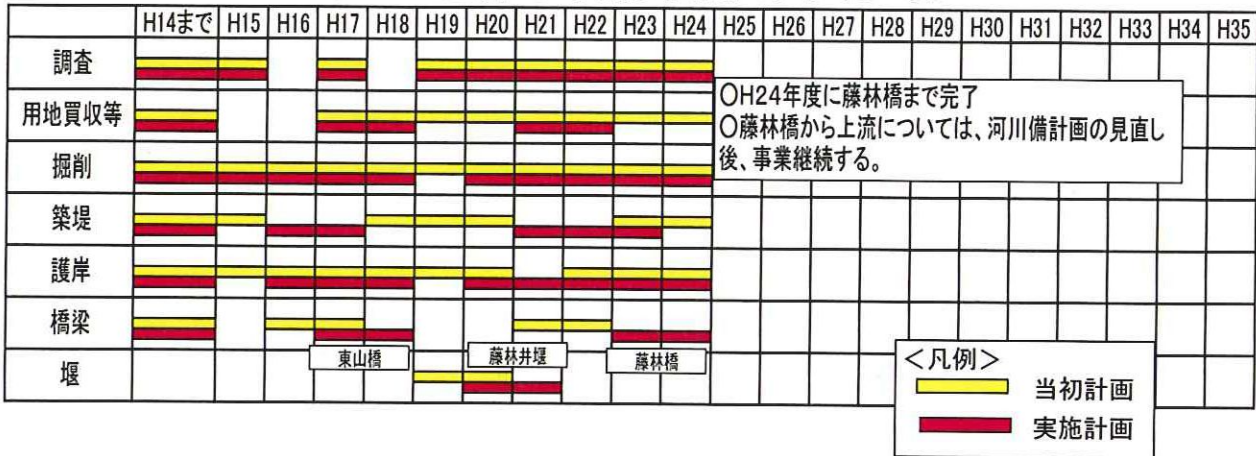 H14まで H15 H16 H17 H18 H19 H20 H21 H22 H23 H24 H25 H26 H27 H28 H29 H30 H31 H32 H33 H34 H35
調査
〇H24年度に藤林橋まで完了
用地買収等
〇藤林橋から上流については、河川備計画の見直し
後、事業継続する。
掘削
築堤
護岸
橋梁
東山橋 藤林井堰 藤林橋
堰
＜凡例＞
当初計画
実施計画